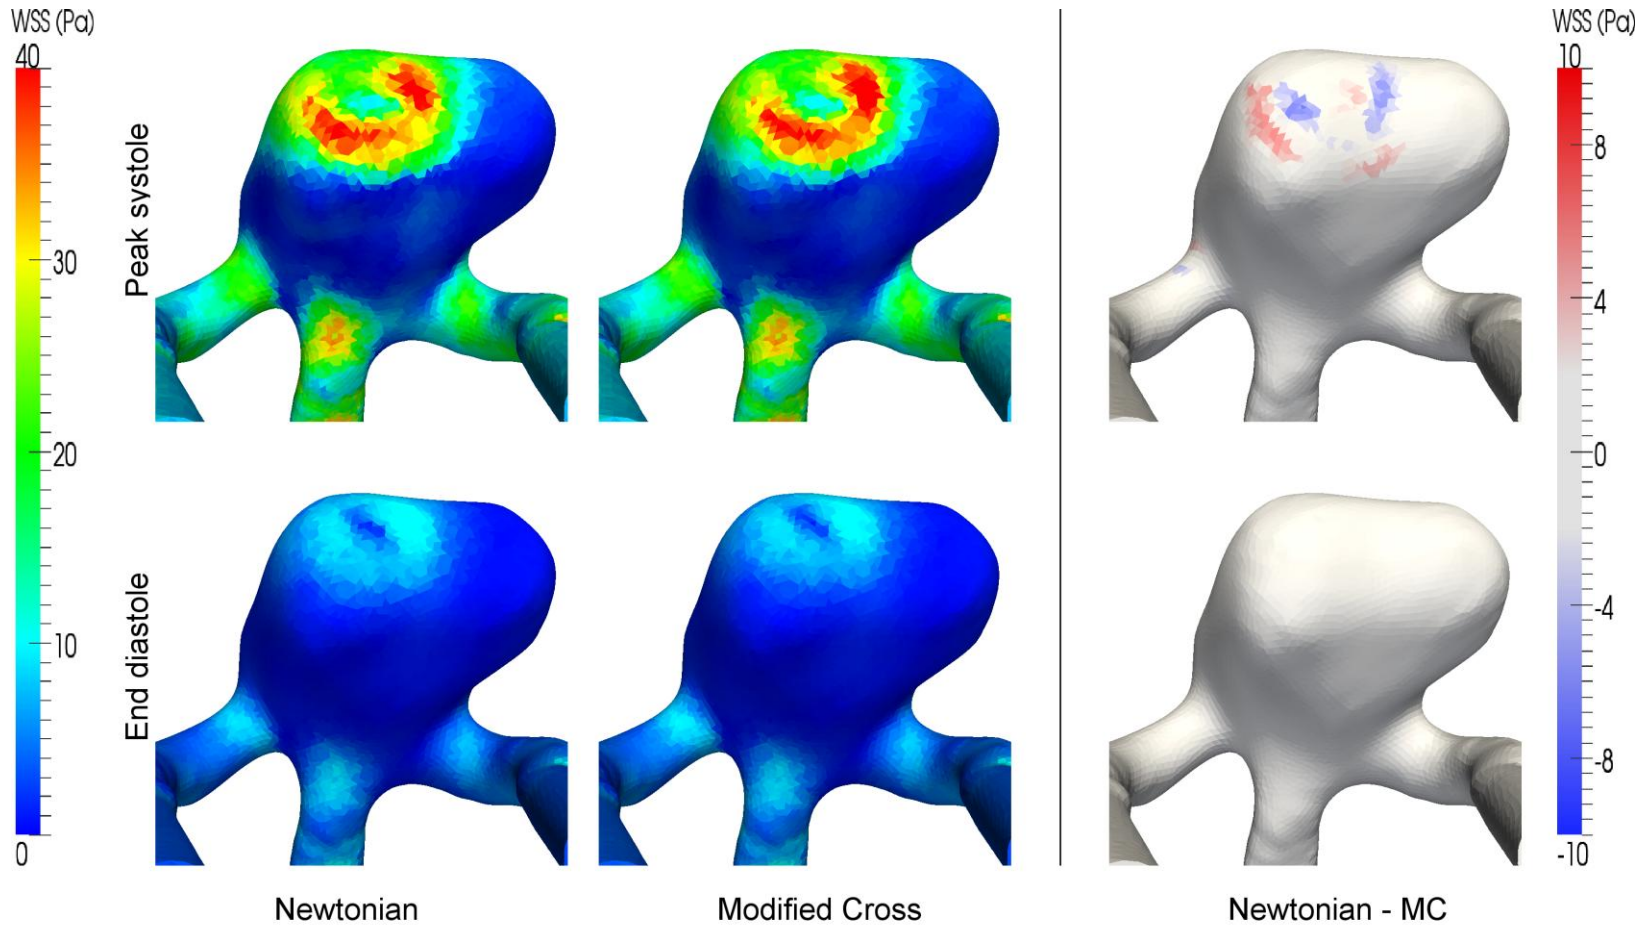 WSS (Pa)
40
30
20
10
0
Peak systole
End diastole
Newtonian
Modified Cross
Newtonian - MC
WSS (Pa)
10
8
4
0
-4
-8
-10